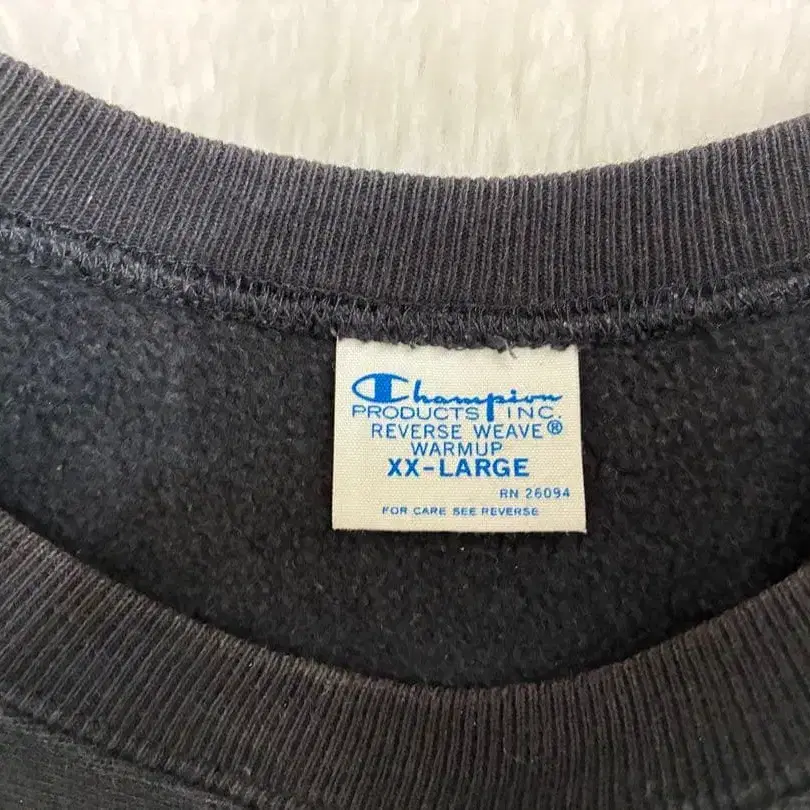 Champion
PRODUCTS INC.
REVERSE WEAVE®
WARMUP
XX-LARGE
RN 26094
FOR CARE SEE REVERSE